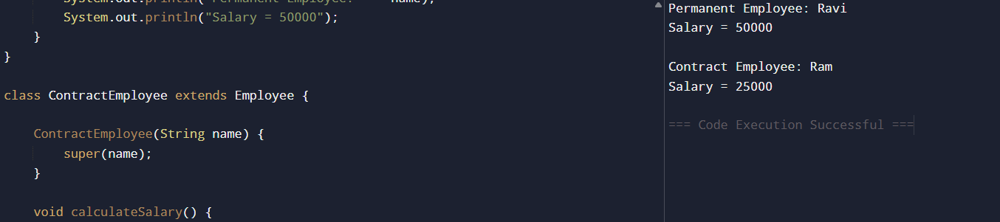 System.out.println("Permanent Employee: " + name);
System.out.println("Salary = 50000");
}
}
class ContractEmployee extends Employee {
ContractEmployee(String name) {
super(name);
}
void calculateSalary() {
Permanent Employee: Ravi
Salary = 50000
Contract Employee: Ram
Salary = 25000
=== Code Execution Successful ===